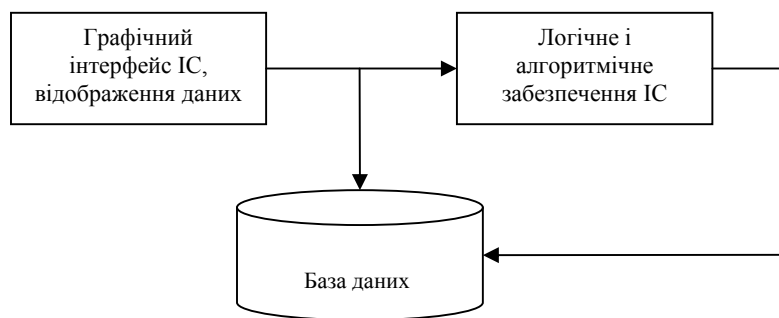 Графічний
інтерфейс ІС,
відображення даних
Логічне і
алгоритмічне
забезпечення ІС
База даних